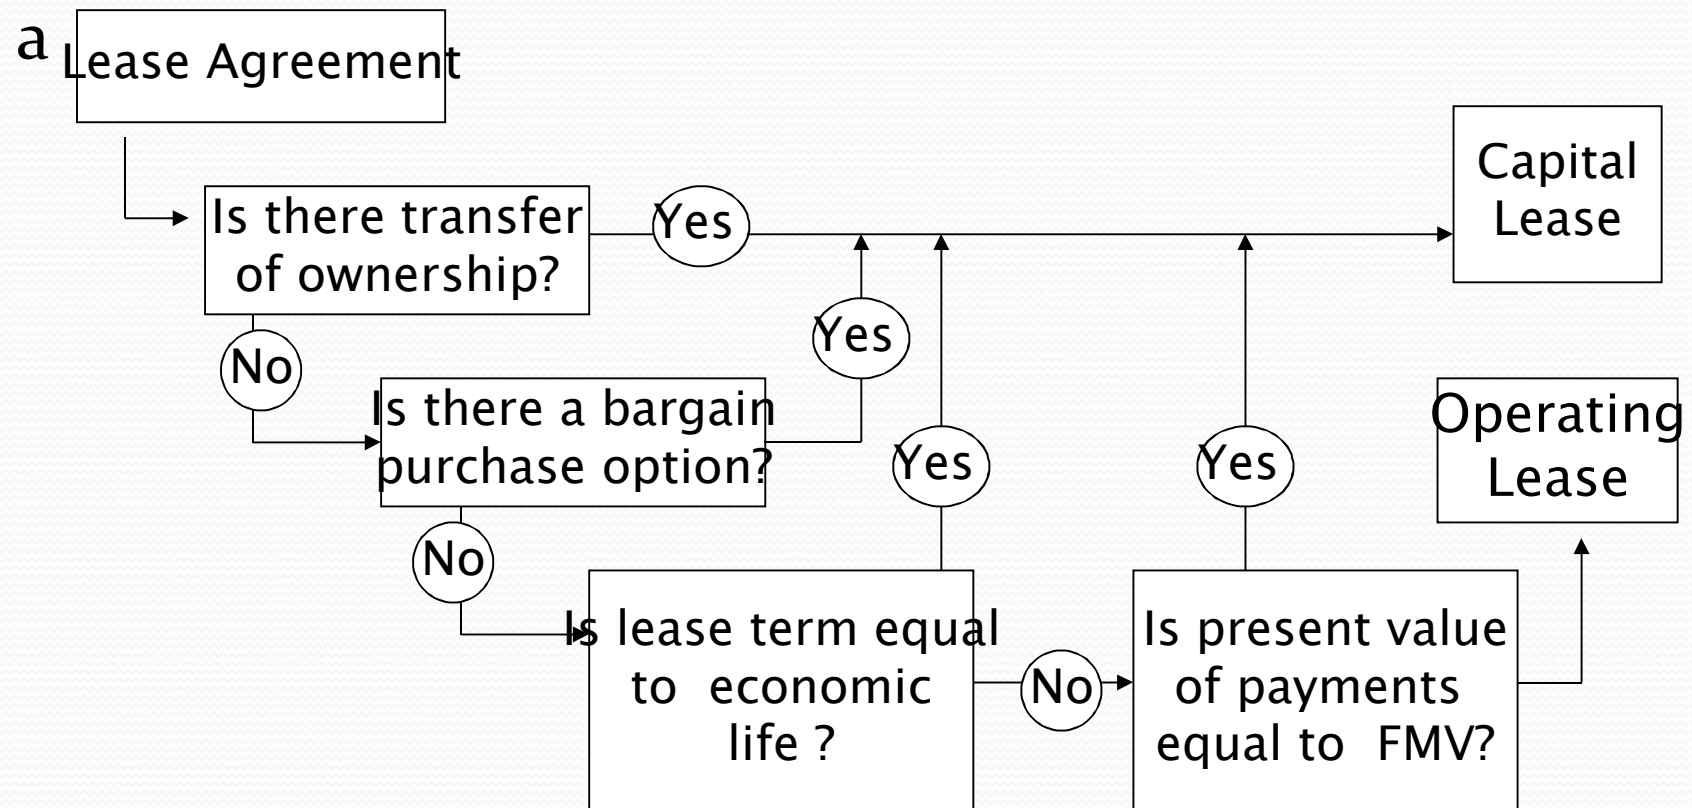 a
Lease Agreement
Capital
Lease
Is there transfer
of ownership?
Yes
Yes
No
Is there a bargain
purchase option?
Operating
Lease
Yes
Yes
No
Is lease term equal
to economic
life ?
No
Is present value
of payments
equal to FMV?